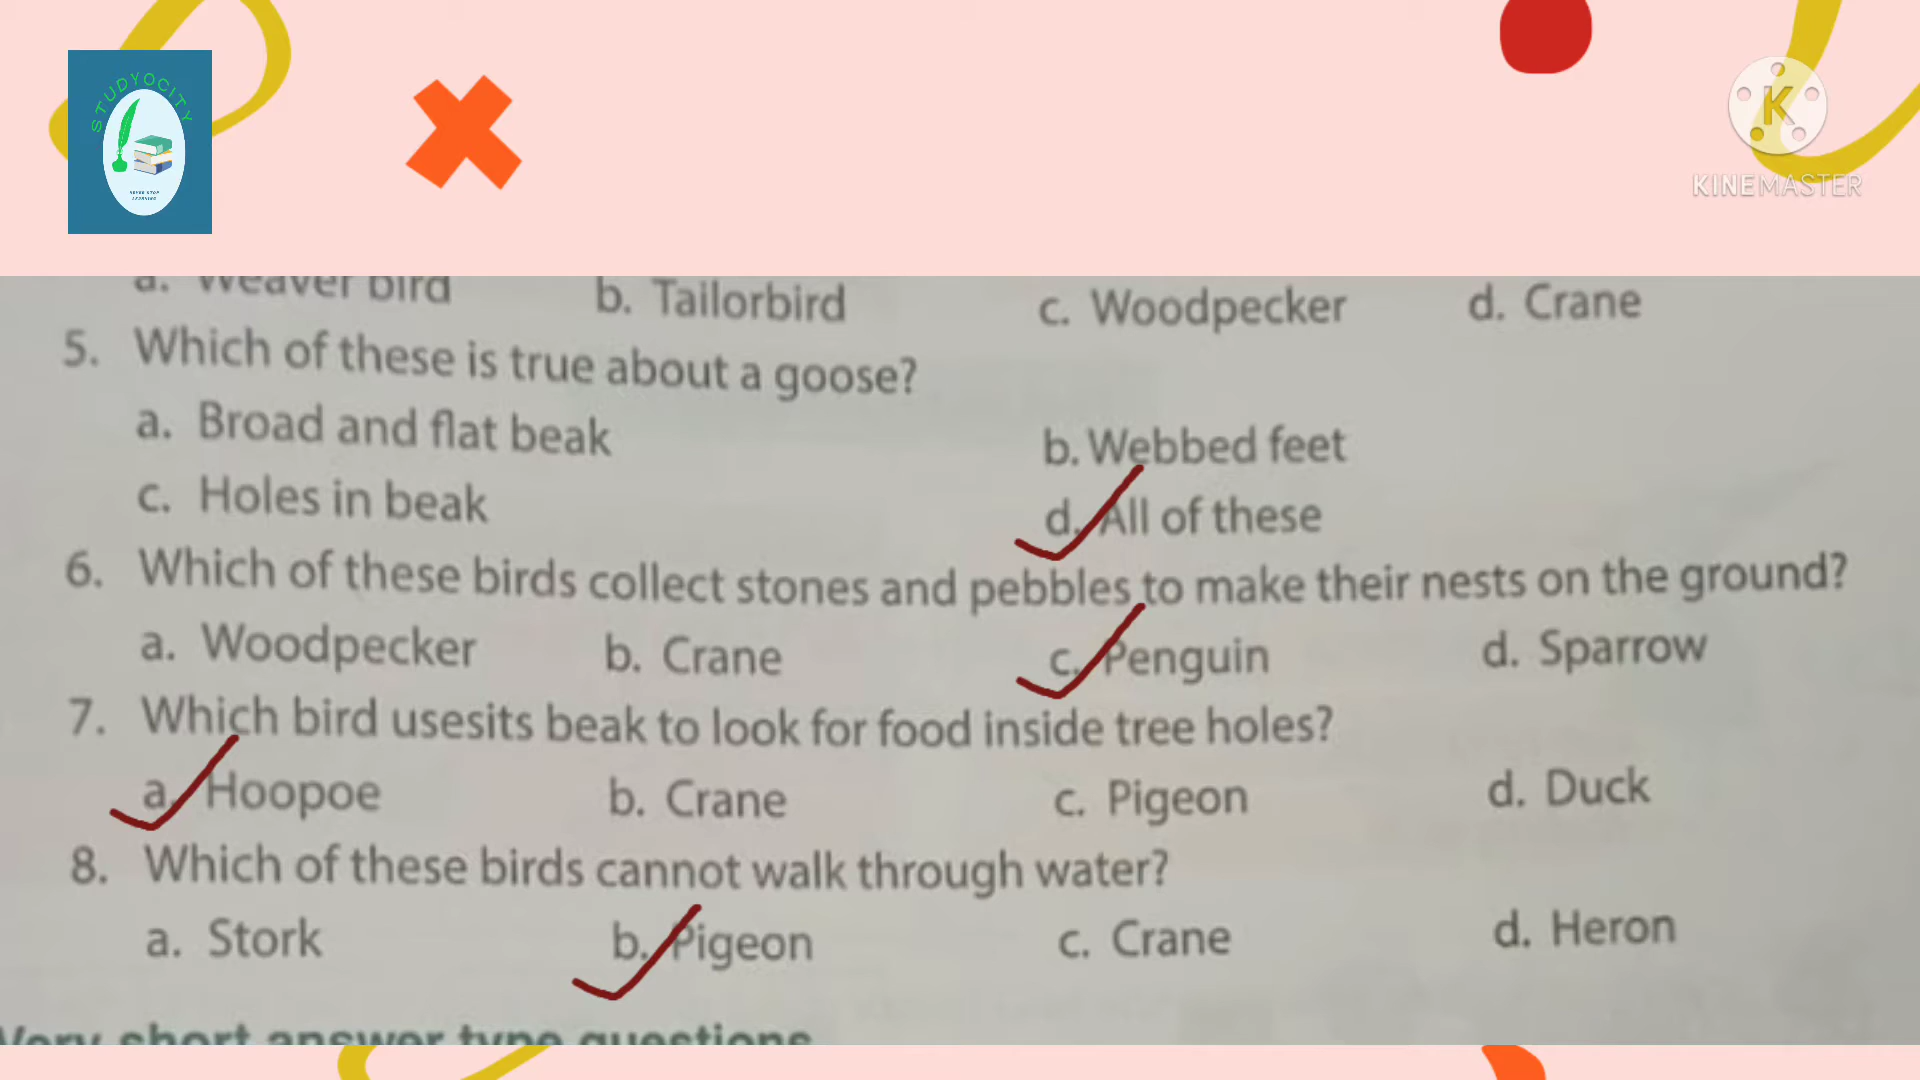 STUDYOCITY
NEVER STOP
LEARNING
K
KINEMASTER
a. Weaver bird b. Tailorbird c. Woodpecker d. Crane
5. Which of these is true about a goose?
a. Broad and flat beak b. Webbed feet
c. Holes in beak d. All of these
6. Which of these birds collect stones and pebbles to make their nests on the ground?
a. Woodpecker b. Crane c. Penguin d. Sparrow
7. Which bird usesits beak to look for food inside tree holes?
a. Hoopoe b. Crane c. Pigeon d. Duck
8. Which of these birds cannot walk through water?
a. Stork b. Pigeon c. Crane d. Heron
Very short answer type questions